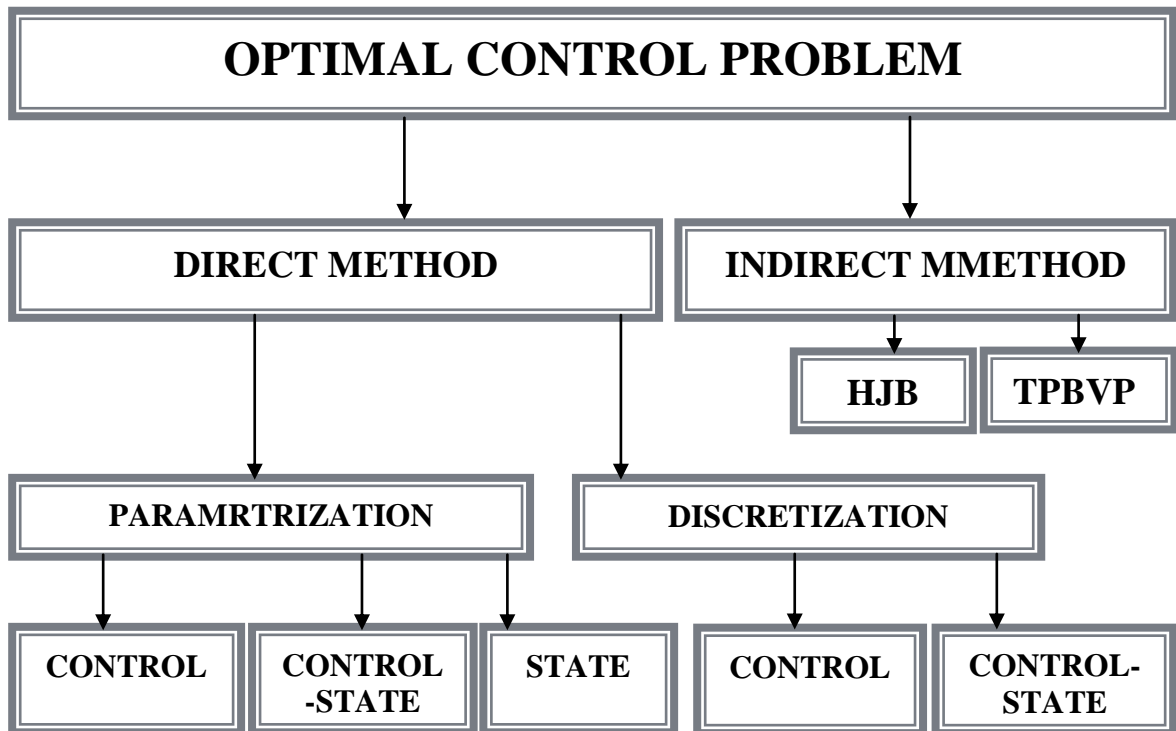 OPTIMAL CONTROL PROBLEM
DIRECT METHOD
INDIRECT MMETHOD
HJB
TPBVP
PARAMRTRIZATION
DISCRETIZATION
CONTROL
CONTROL
-STATE
STATE
CONTROL
CONTROL-
STATE